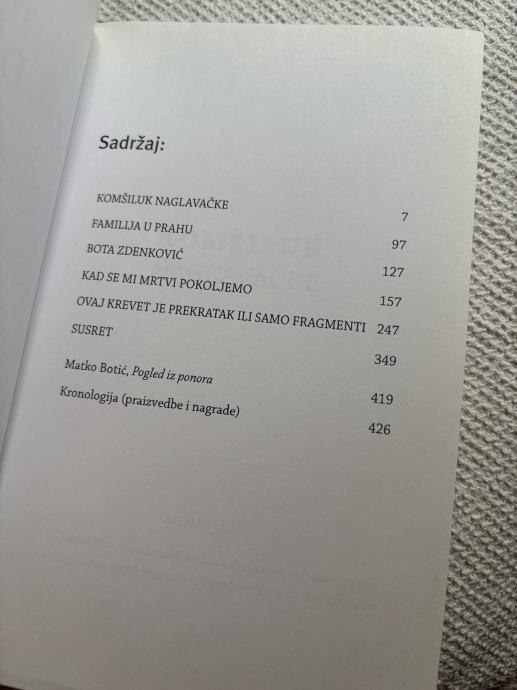 Sadržaj:
KOMŠILUK NAGLAVAČKE 7
FAMILIJA U PRAHU 97
BOTA ZDENKOVIĆ 127
KAD SE MI MRTVI POKOLJEMO 157
OVAJ KREVET JE PREKRATAK ILI SAMO FRAGMENTI 247
SUSRET 349
Matko Botić, Pogled iz ponora 419
Kronologija (praizvedbe i nagrade) 426